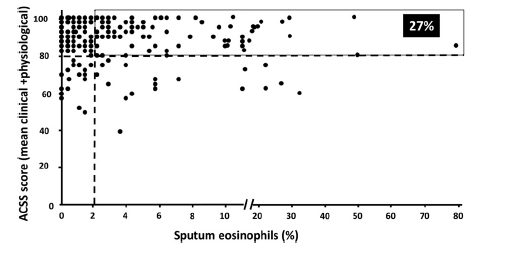 ACSS score (mean clinical +physiological)
100
80
60
40
20
0
27%
0 2 4 6 8 10 20 30 40 50 60 70 80
Sputum eosinophils (%)